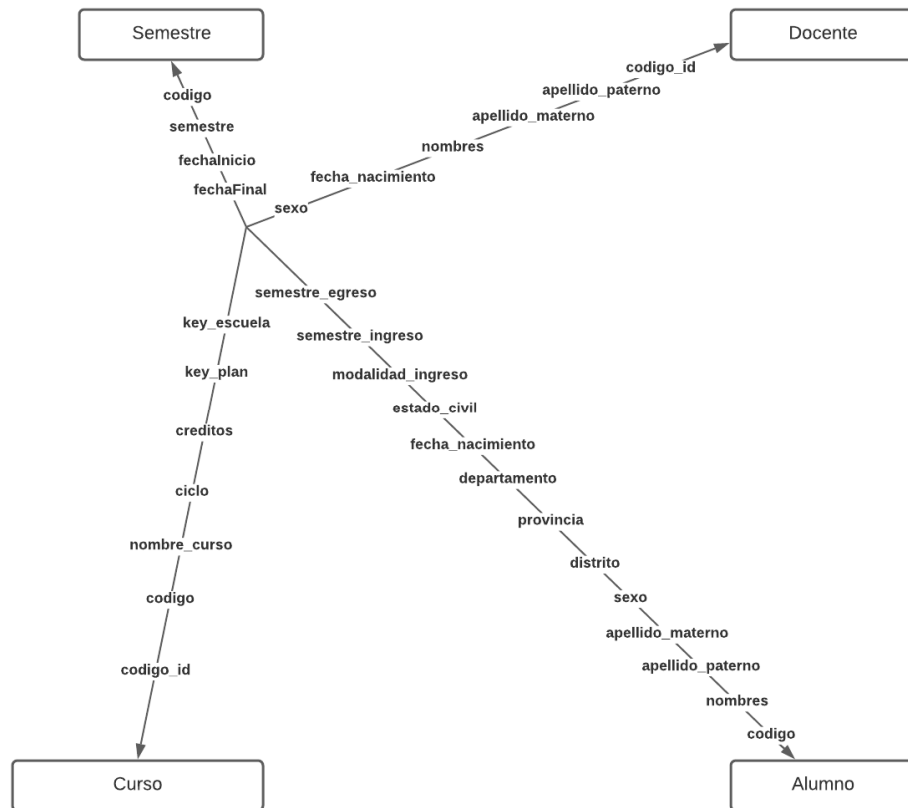 Semestre
Docente
codigo
semestre
fechaInicio
fechaFinal
codigo_id
apellido_paterno
apellido_materno
nombres
fecha_nacimiento
sexo
key_escuela
key_plan
creditos
ciclo
nombre_curso
codigo
codigo_id
semestre_egreso
semestre_ingreso
modalidad_ingreso
estado_civil
fecha_nacimiento
departamento
provincia
distrito
sexo
apellido_materno
apellido_paterno
nombres
codigo
Curso
Alumno